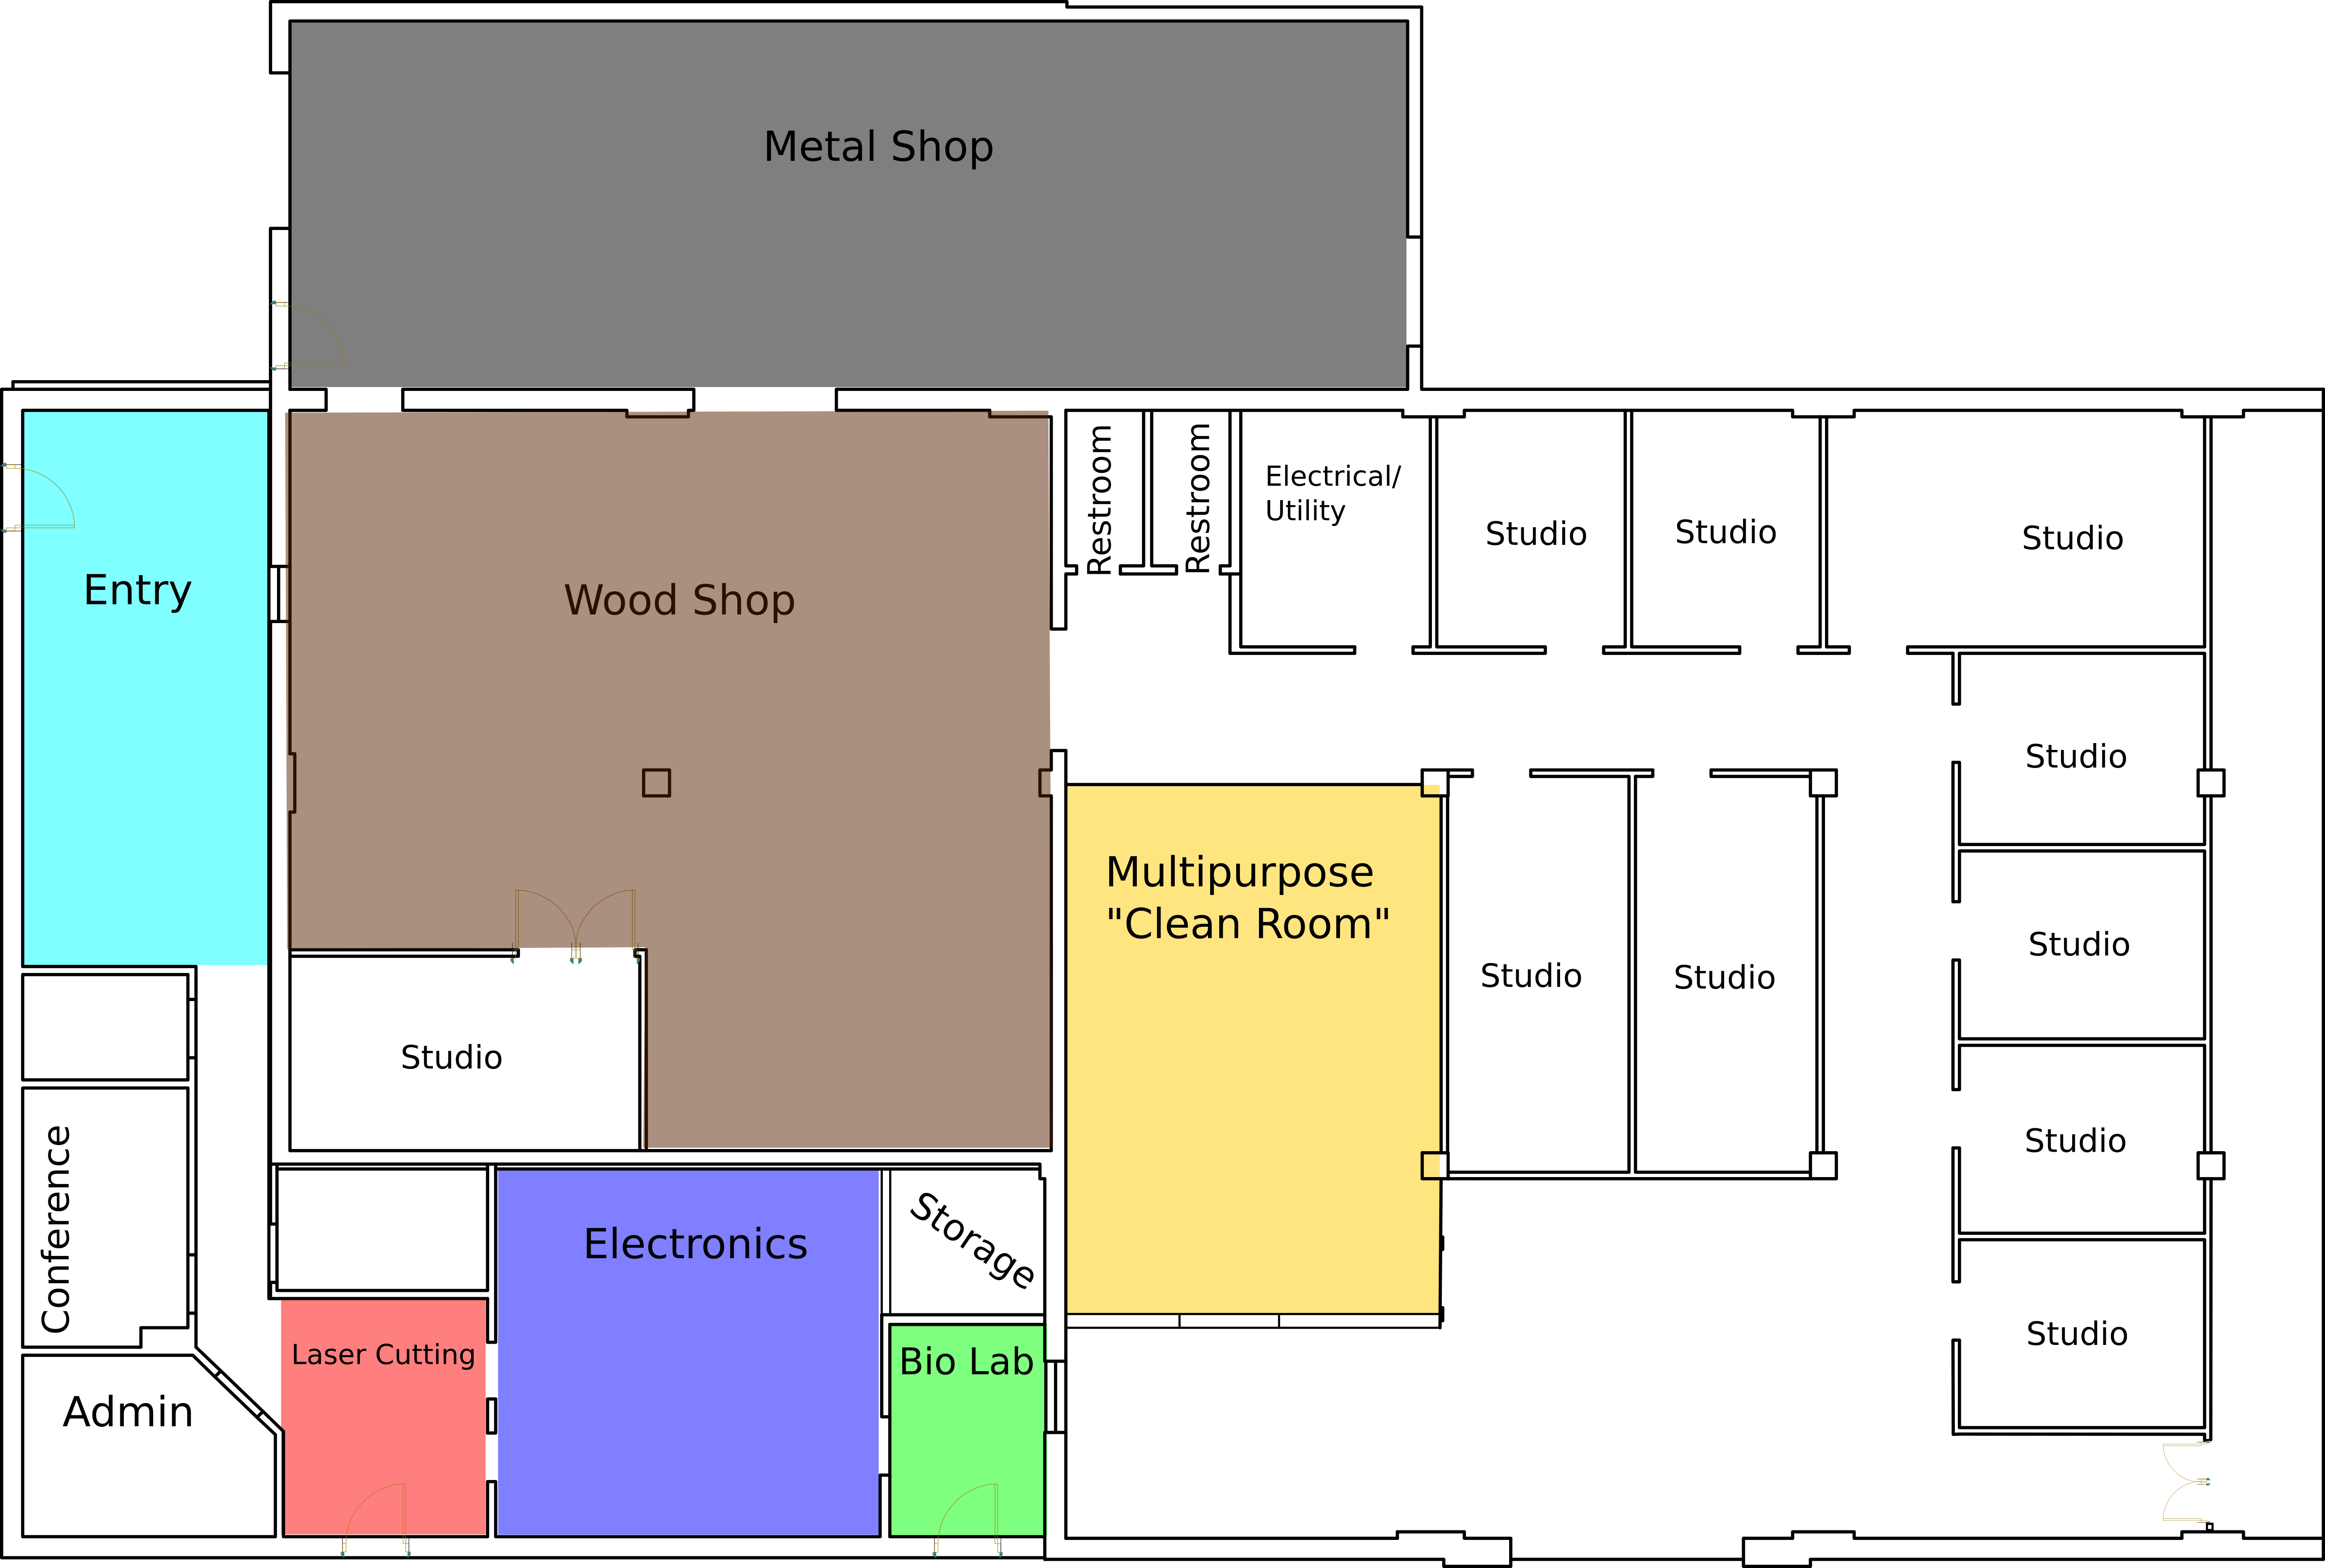 Metal Shop
Restroom
Restroom
Electrical/
Utility
Studio
Studio
Studio
Entry
Wood Shop
Studio
Multipurpose
"Clean Room"
Studio
Studio
Studio
Studio
Conference
Studio
Storage
Electronics
Laser Cutting
Bio Lab
Studio
Admin